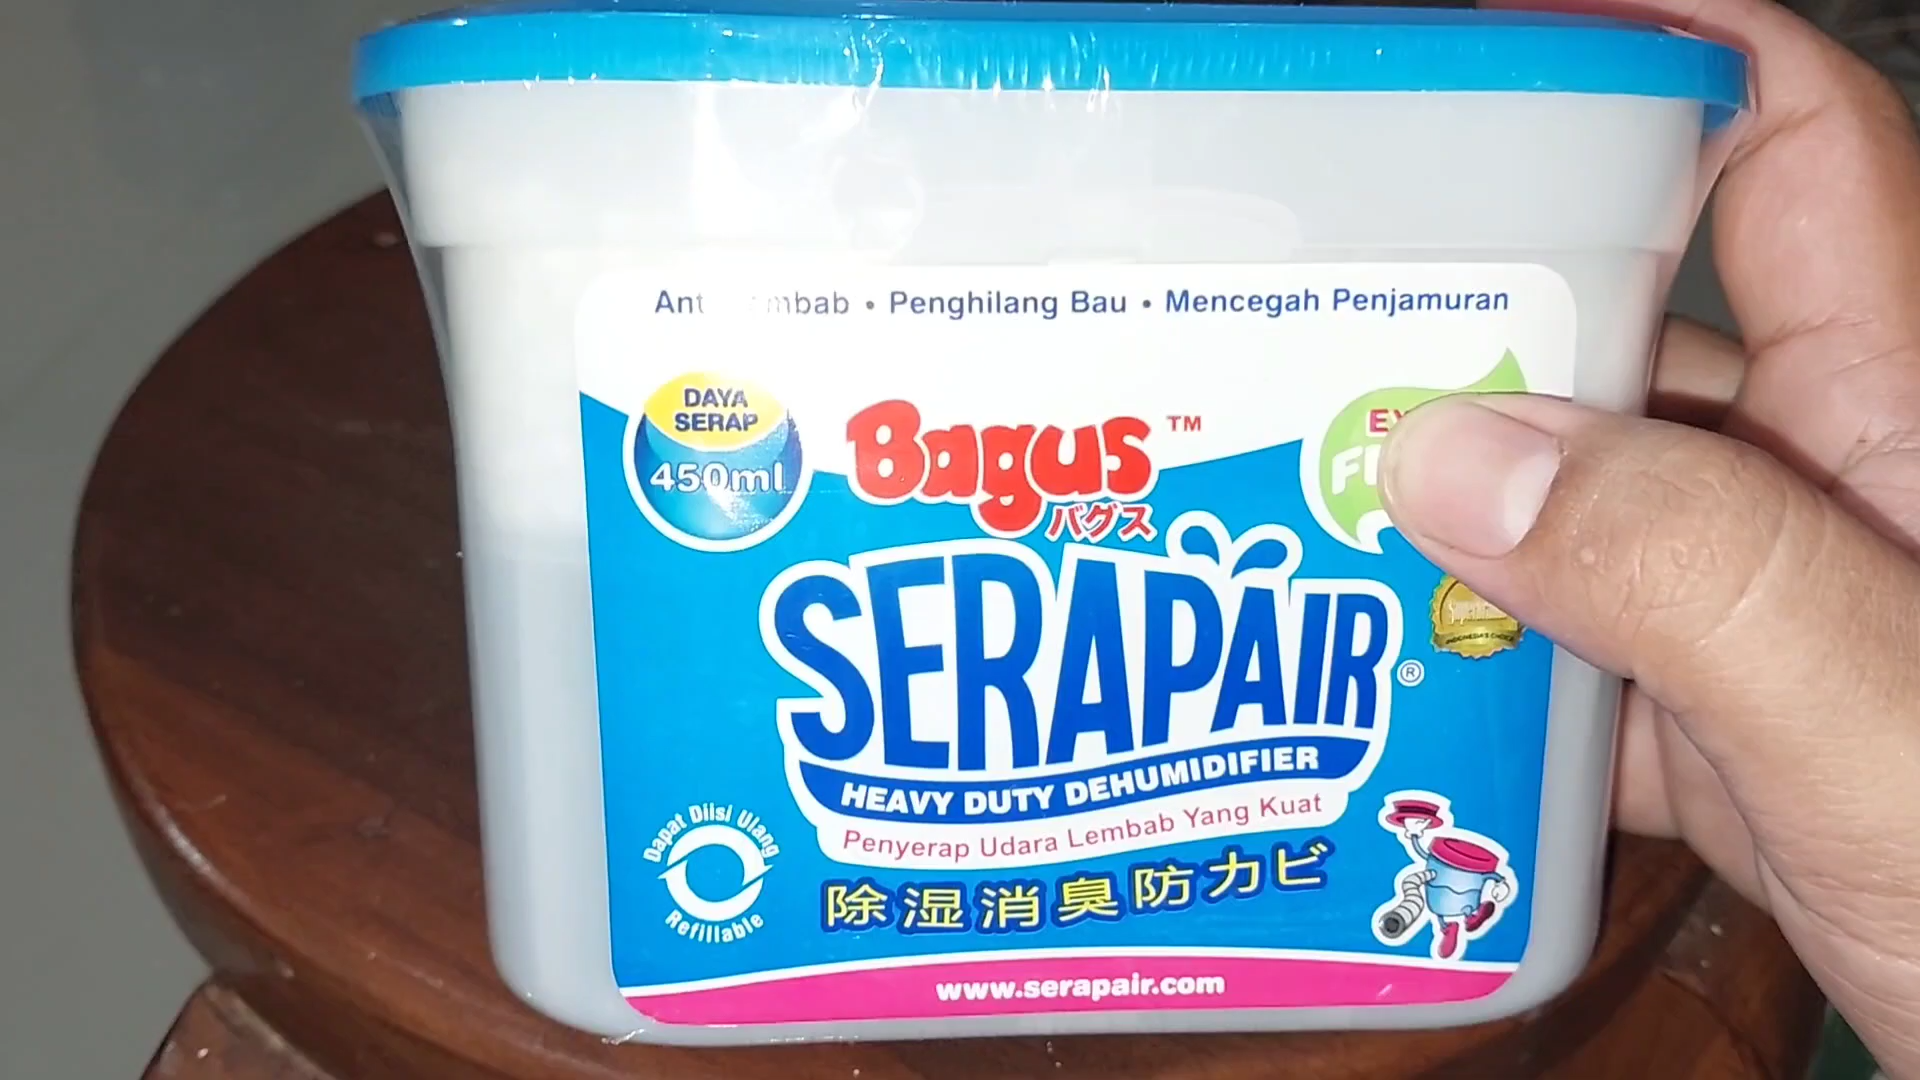 • Penghilang Bau • Mencegah Penjamuran
DAYA
SERAP
450ml
Bagus™
バグス
SERAPAIR®
HEAVY DUTY DEHUMIDIFIER
Penyerap Udara Lembab Yang Kuat
除湿消臭防カビ
Dapat Diisi Ulang
Refillable
www.serapair.com